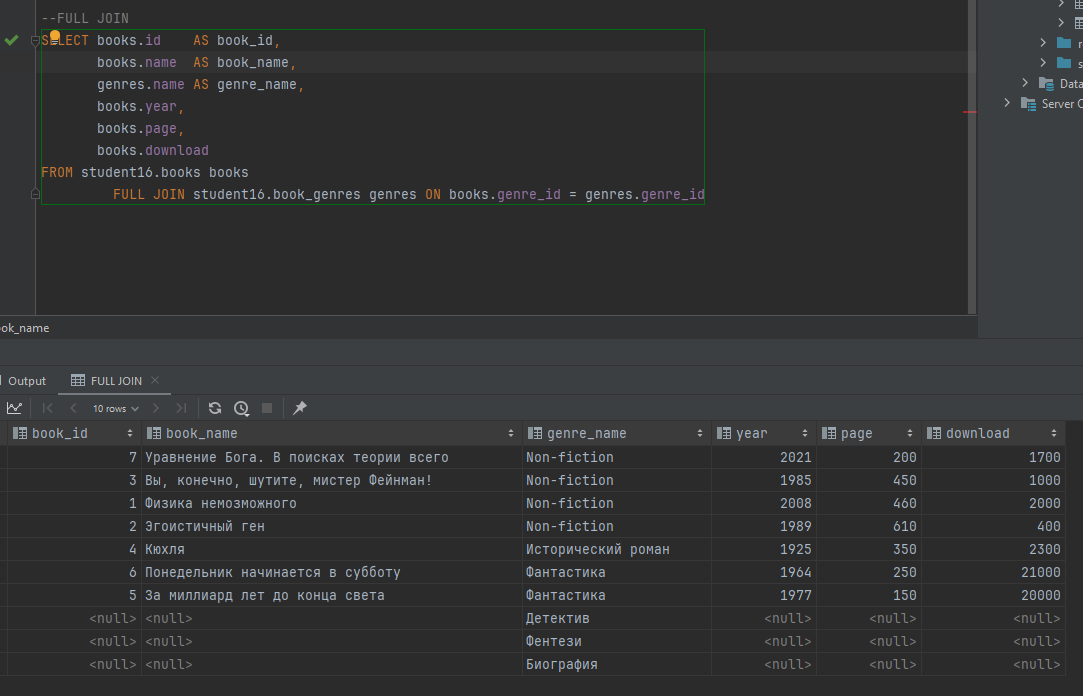 --FULL JOIN
SELECT books.id    AS book_id,
books.name  AS book_name,
genres.name AS genre_name,
books.year,
books.page,
books.download
FROM student16.books books
FULL JOIN student16.book_genres genres ON books.genre_id = genres.genre_id
r
s
Data
Server C
ok_name
Output FULL JOIN
10 rows
book_id book_name genre_name year page download
7 Уравнение Бога. В поисках теории всего Non-fiction 2021 200 1700
3 Вы, конечно, шутите, мистер Фейнман! Non-fiction 1985 450 1000
1 Физика немозможного Non-fiction 2008 460 2000
2 Эгоистичный ген Non-fiction 1989 610 400
4 Кюхля Исторический роман 1925 350 2300
6 Понедельник начинается в субботу Фантастика 1964 250 21000
5 За миллиард лет до конца света Фантастика 1977 150 20000
<null> <null> Детектив <null> <null> <null>
<null> <null> Фентези <null> <null> <null>
<null> <null> Биография <null> <null> <null>